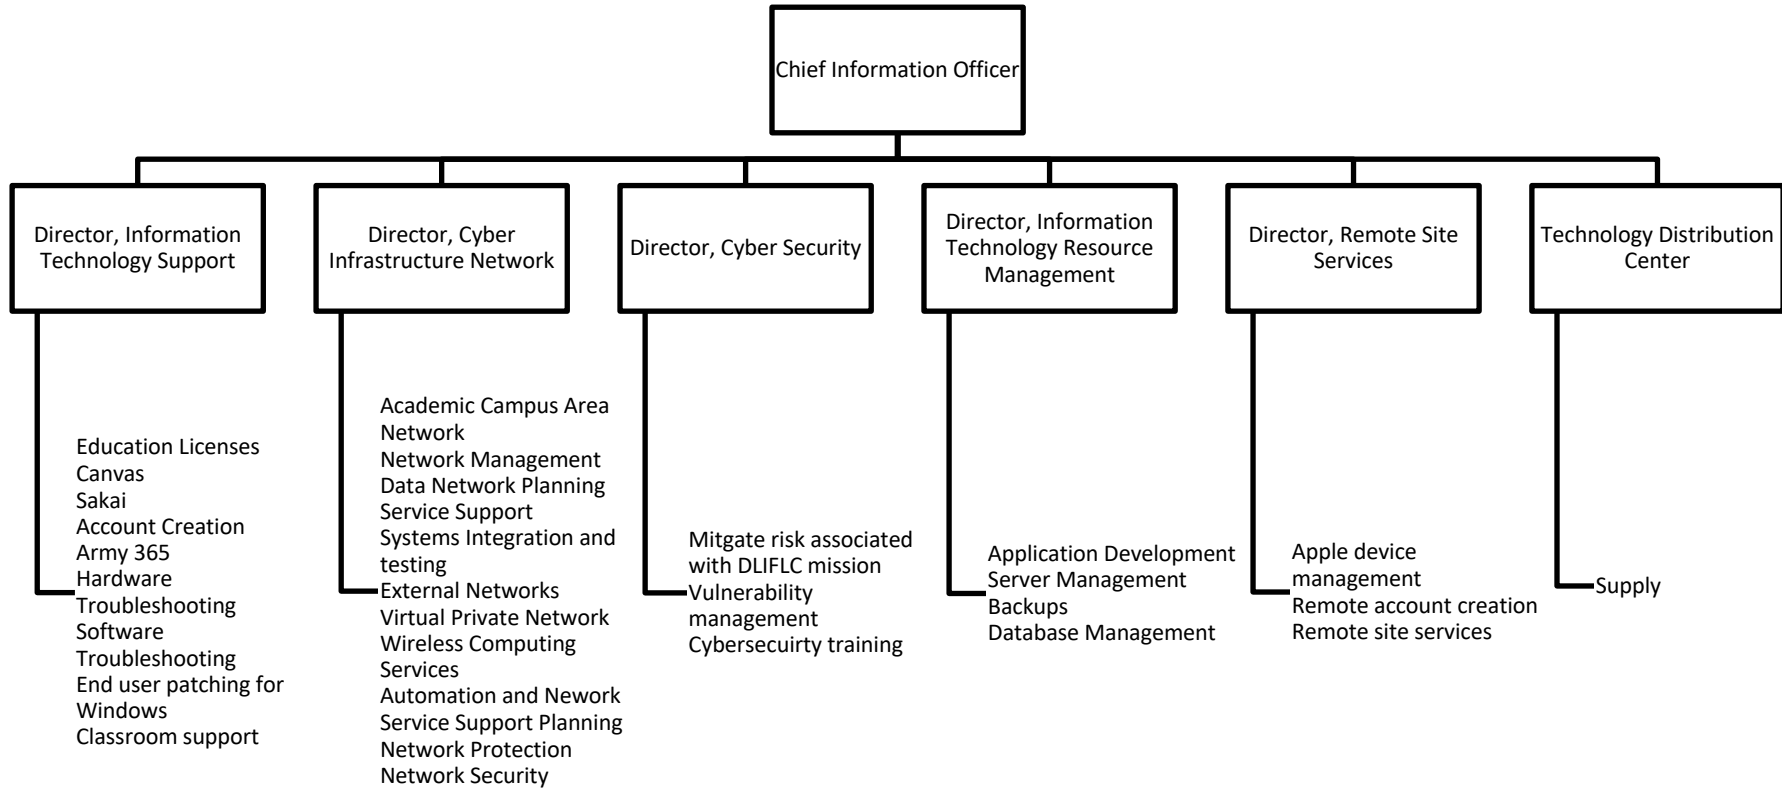 Chief Information Officer
Director, Information
Technology Support
Director, Cyber
Infrastructure Network
Director, Cyber Security
Director, Information
Technology Resource
Management
Director, Remote Site
Services
Technology Distribution
Center
Education Licenses
Canvas
Sakai
Account Creation
Army 365
Hardware
Troubleshooting
Software
Troubleshooting
End user patching for
Windows
Classroom support
Academic Campus Area
Network
Network Management
Data Network Planning
Service Support
Systems Integration and
testing
External Networks
Virtual Private Network
Wireless Computing
Services
Automation and Nework
Service Support Planning
Network Protection
Network Security
Mitgate risk associated
with DLIFLC mission
Vulnerability
management
Cybersecuirty training
Application Development
Server Management
Backups
Database Management
Apple device
management
Remote account creation
Remote site services
Supply